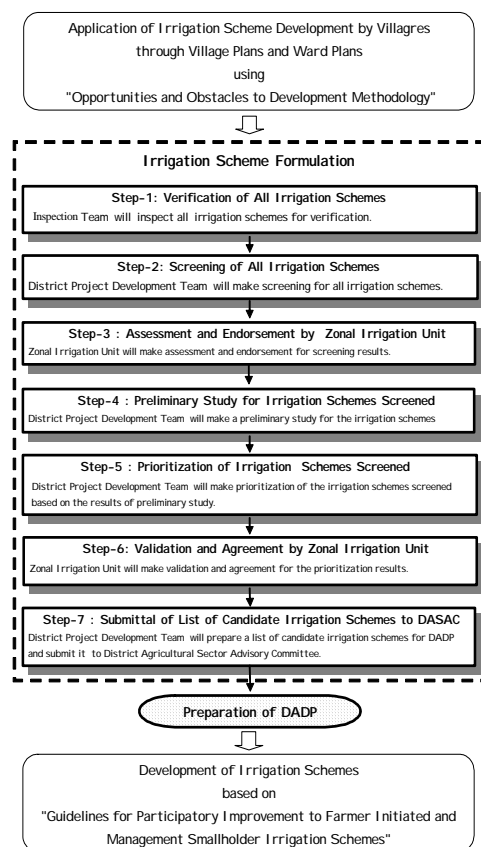 Application of Irrigation Scheme Development by Villagres
through Village Plans and Ward Plans
using
"Opportunities and Obstacles to Development Methodology"
Irrigation Scheme Formulation
Step-1: Verification of All Irrigation Schemes
Inspection Team will inspect all irrigation schemes for verification.
Step-2: Screening of All Irrigation Schemes
District Project Development Team will make screening for all irrigation schemes.
Step-3 : Assessment and Endorsement by Zonal Irrigation Unit
Zonal Irrigation Unit will make assessment and endorsement for screening results.
Step-4 : Preliminary Study for Irrigation Schemes Screened
District Project Development Team will make a preliminary study for the irrigation schemes
Step-5 : Prioritization of Irrigation Schemes Screened
District Project Development Team will make prioritization of the irrigation schemes screened
based on the results of preliminary study.
Step-6: Validation and Agreement by Zonal Irrigation Unit
Zonal Irrigation Unit will make validation and agreement for the prioritization results.
Step-7 : Submittal of List of Candidate Irrigation Schemes to DASAC
District Project Development Team will prepare a list of candidate irrigation schemes for DADP
and submit it to District Agricultural Sector Advisory Committee.
Preparation of DADP
Development of Irrigation Schemes
based on
"Guidelines for Participatory Improvement to Farmer Initiated and
Management Smallholder Irrigation Schemes"